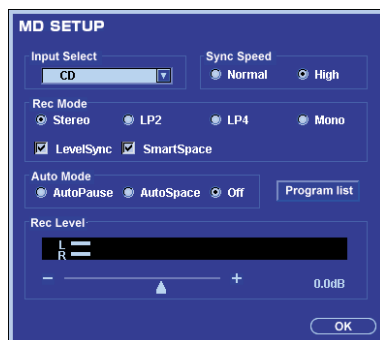 MD SETUP
Input Select
CD
Sync Speed
Normal High
Rec Mode
Stereo LP2 LP4 Mono
LevelSync SmartSpace
Auto Mode
AutoPause AutoSpace Off
Program list
Rec Level
L
R
− +
0.0dB
OK